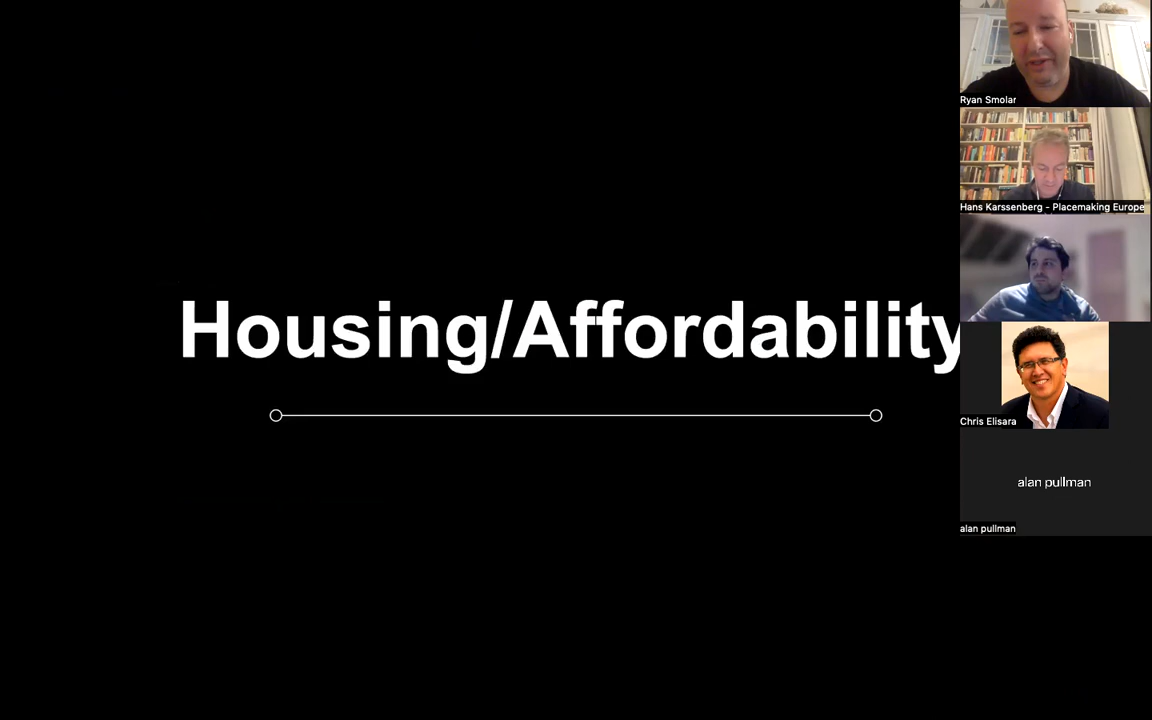 Housing/Affordability
Ryan Smolar
Hans Karssenberg - Placemaking Europe
Chris Elisara
alan pullman
alan pullman